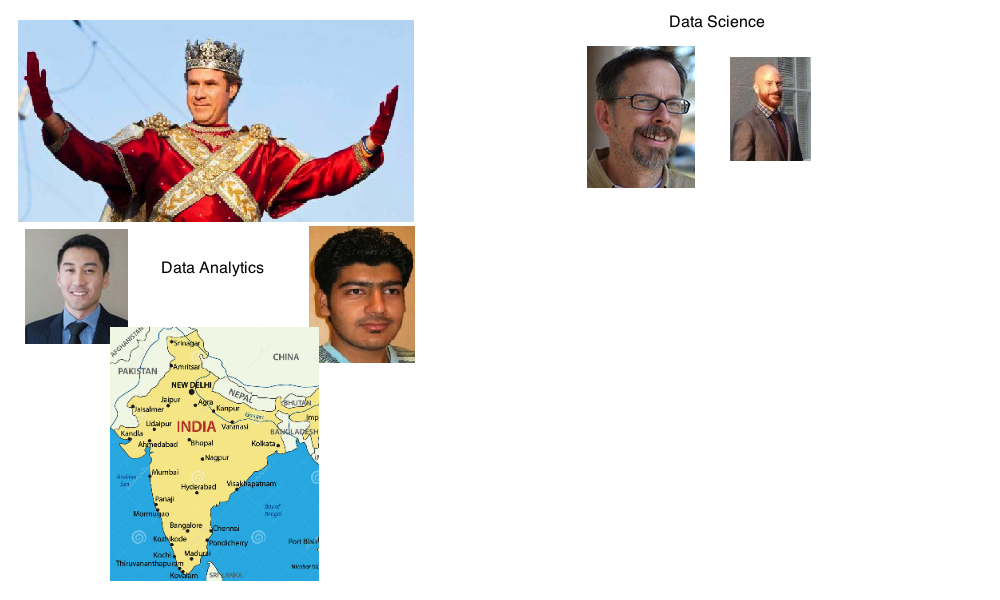 Data Science
Data Analytics
AFGHANISTAN
Srinagar
CHINA
PAKISTAN
Amritsar
NEW DELHI
NEPAL
BHUTAN
Jaisalmer
Jaipur
Agra
Kanpur
Udaipur
INDIA
Varanasi
Imp
Kandla
BANGLADESH
Ahmedabad
Bhopal
Kolkata
Nagpur
Mumbai
Arabian
Sea
Hyderabad
Visakhapatnam
Panaji
Bay of
Bengal
Mormugao
Bangalore
Chennai
Kozhikode
Pondicherry
Port Blair
Kochi
Madurai
Thiruvananthapuram
Kovalam
SRI LANKA